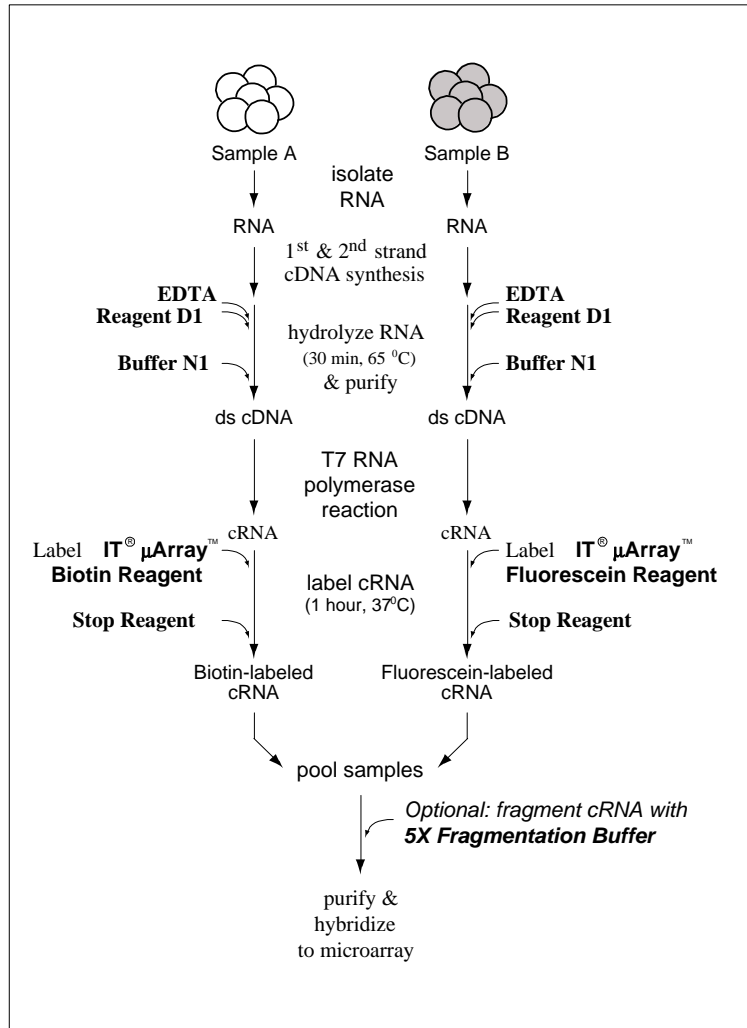 Sample A
Sample B
isolate
RNA
RNA
RNA
1st & 2nd strand
cDNA synthesis
EDTA
Reagent D1
EDTA
Reagent D1
hydrolyze RNA
(30 min, 65 ⁰C)
& purify
Buffer N1
Buffer N1
ds cDNA
ds cDNA
T7 RNA
polymerase
reaction
cRNA
cRNA
Label IT® µArray™
Biotin Reagent
Label IT® µArray™
Fluorescein Reagent
label cRNA
(1 hour, 37⁰C)
Stop Reagent
Stop Reagent
Biotin-labeled
cRNA
Fluorescein-labeled
cRNA
pool samples
Optional: fragment cRNA with
5X Fragmentation Buffer
purify &
hybridize
to microarray